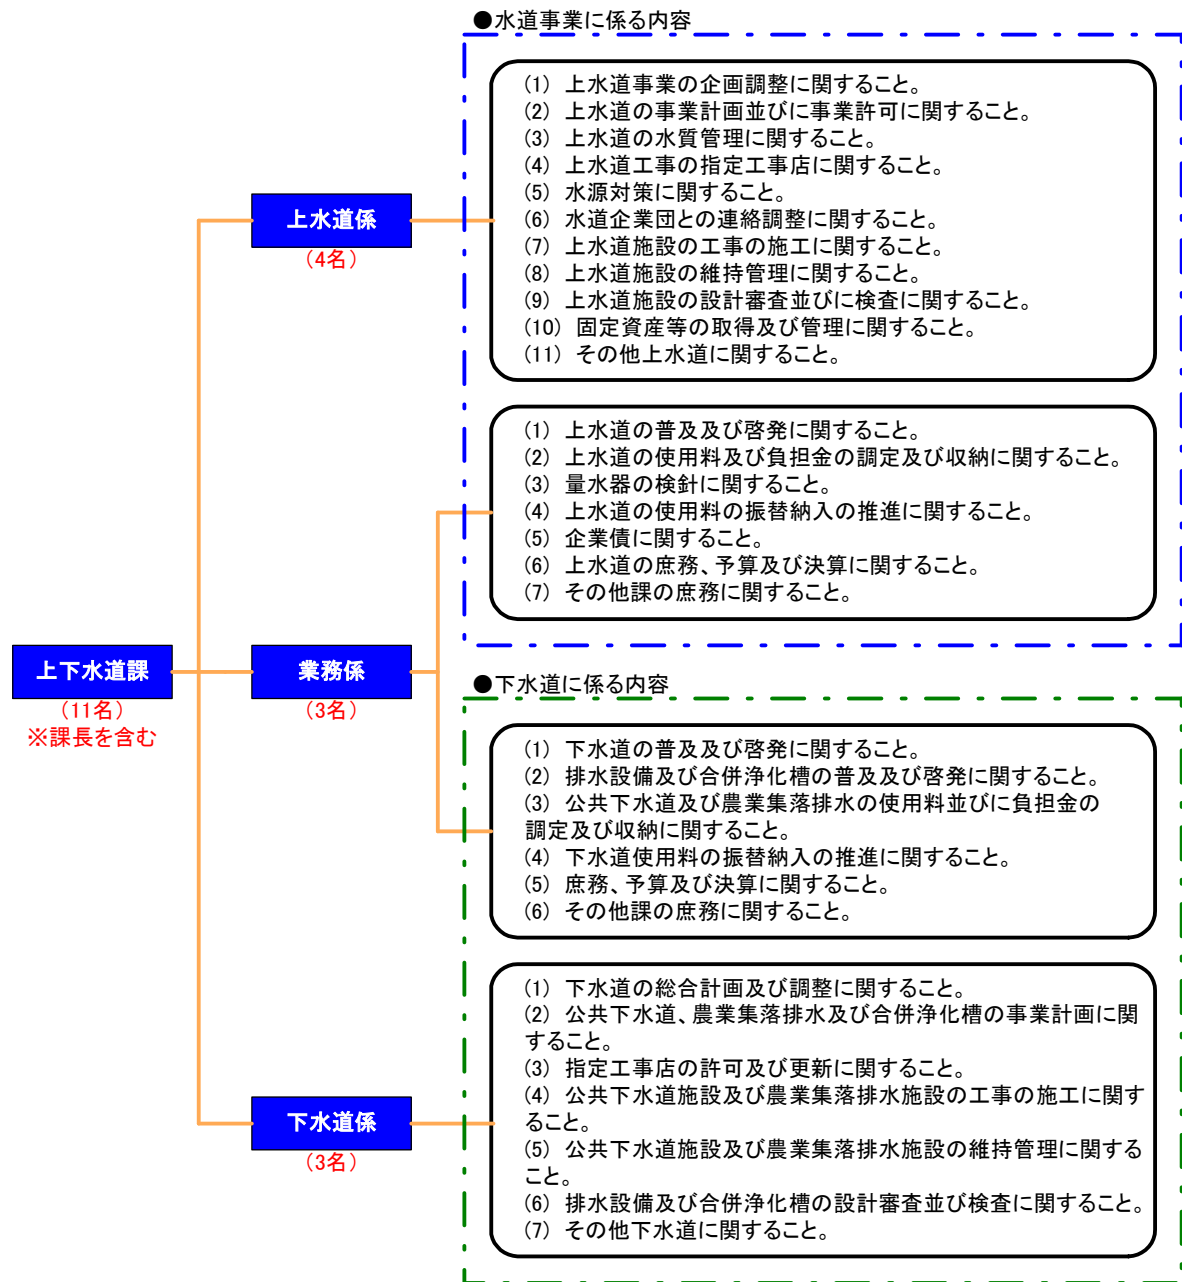 ●水道事業に係る内容
(1) 上水道事業の企画調整に関すること。
(2) 上水道の事業計画並びに事業許可に関すること。
(3) 上水道の水質管理に関すること。
(4) 上水道工事の指定工事店に関すること。
(5) 水源対策に関すること。
(6) 水道企業団との連絡調整に関すること。
(7) 上水道施設の工事の施工に関すること。
(8) 上水道施設の維持管理に関すること。
(9) 上水道施設の設計審査並びに検査に関すること。
(10) 固定資産等の取得及び管理に関すること。
(11) その他上水道に関すること。
上水道係
(4名)
(1) 上水道の普及及び啓発に関すること。
(2) 上水道の使用料及び負担金の調定及び収納に関すること。
(3) 量水器の検針に関すること。
(4) 上水道の使用料の振替納入の推進に関すること。
(5) 企業債に関すること。
(6) 上水道の庶務、予算及び決算に関すること。
(7) その他課の庶務に関すること。
上下水道課
(11名)
※課長を含む
業務係
(3名)
●下水道に係る内容
(1) 下水道の普及及び啓発に関すること。
(2) 排水設備及び合併浄化槽の普及及び啓発に関すること。
(3) 公共下水道及び農業集落排水の使用料並びに負担金の
調定及び収納に関すること。
(4) 下水道使用料の振替納入の推進に関すること。
(5) 庶務、予算及び決算に関すること。
(6) その他課の庶務に関すること。
(1) 下水道の総合計画及び調整に関すること。
(2) 公共下水道、農業集落排水及び合併浄化槽の事業計画に関
すること。
(3) 指定工事店の許可及び更新に関すること。
(4) 公共下水道施設及び農業集落排水施設の工事の施工に関す
ること。
(5) 公共下水道施設及び農業集落排水施設の維持管理に関する
こと。
(6) 排水設備及び合併浄化槽の設計審査並び検査に関すること。
(7) その他下水道に関すること。
下水道係
(3名)